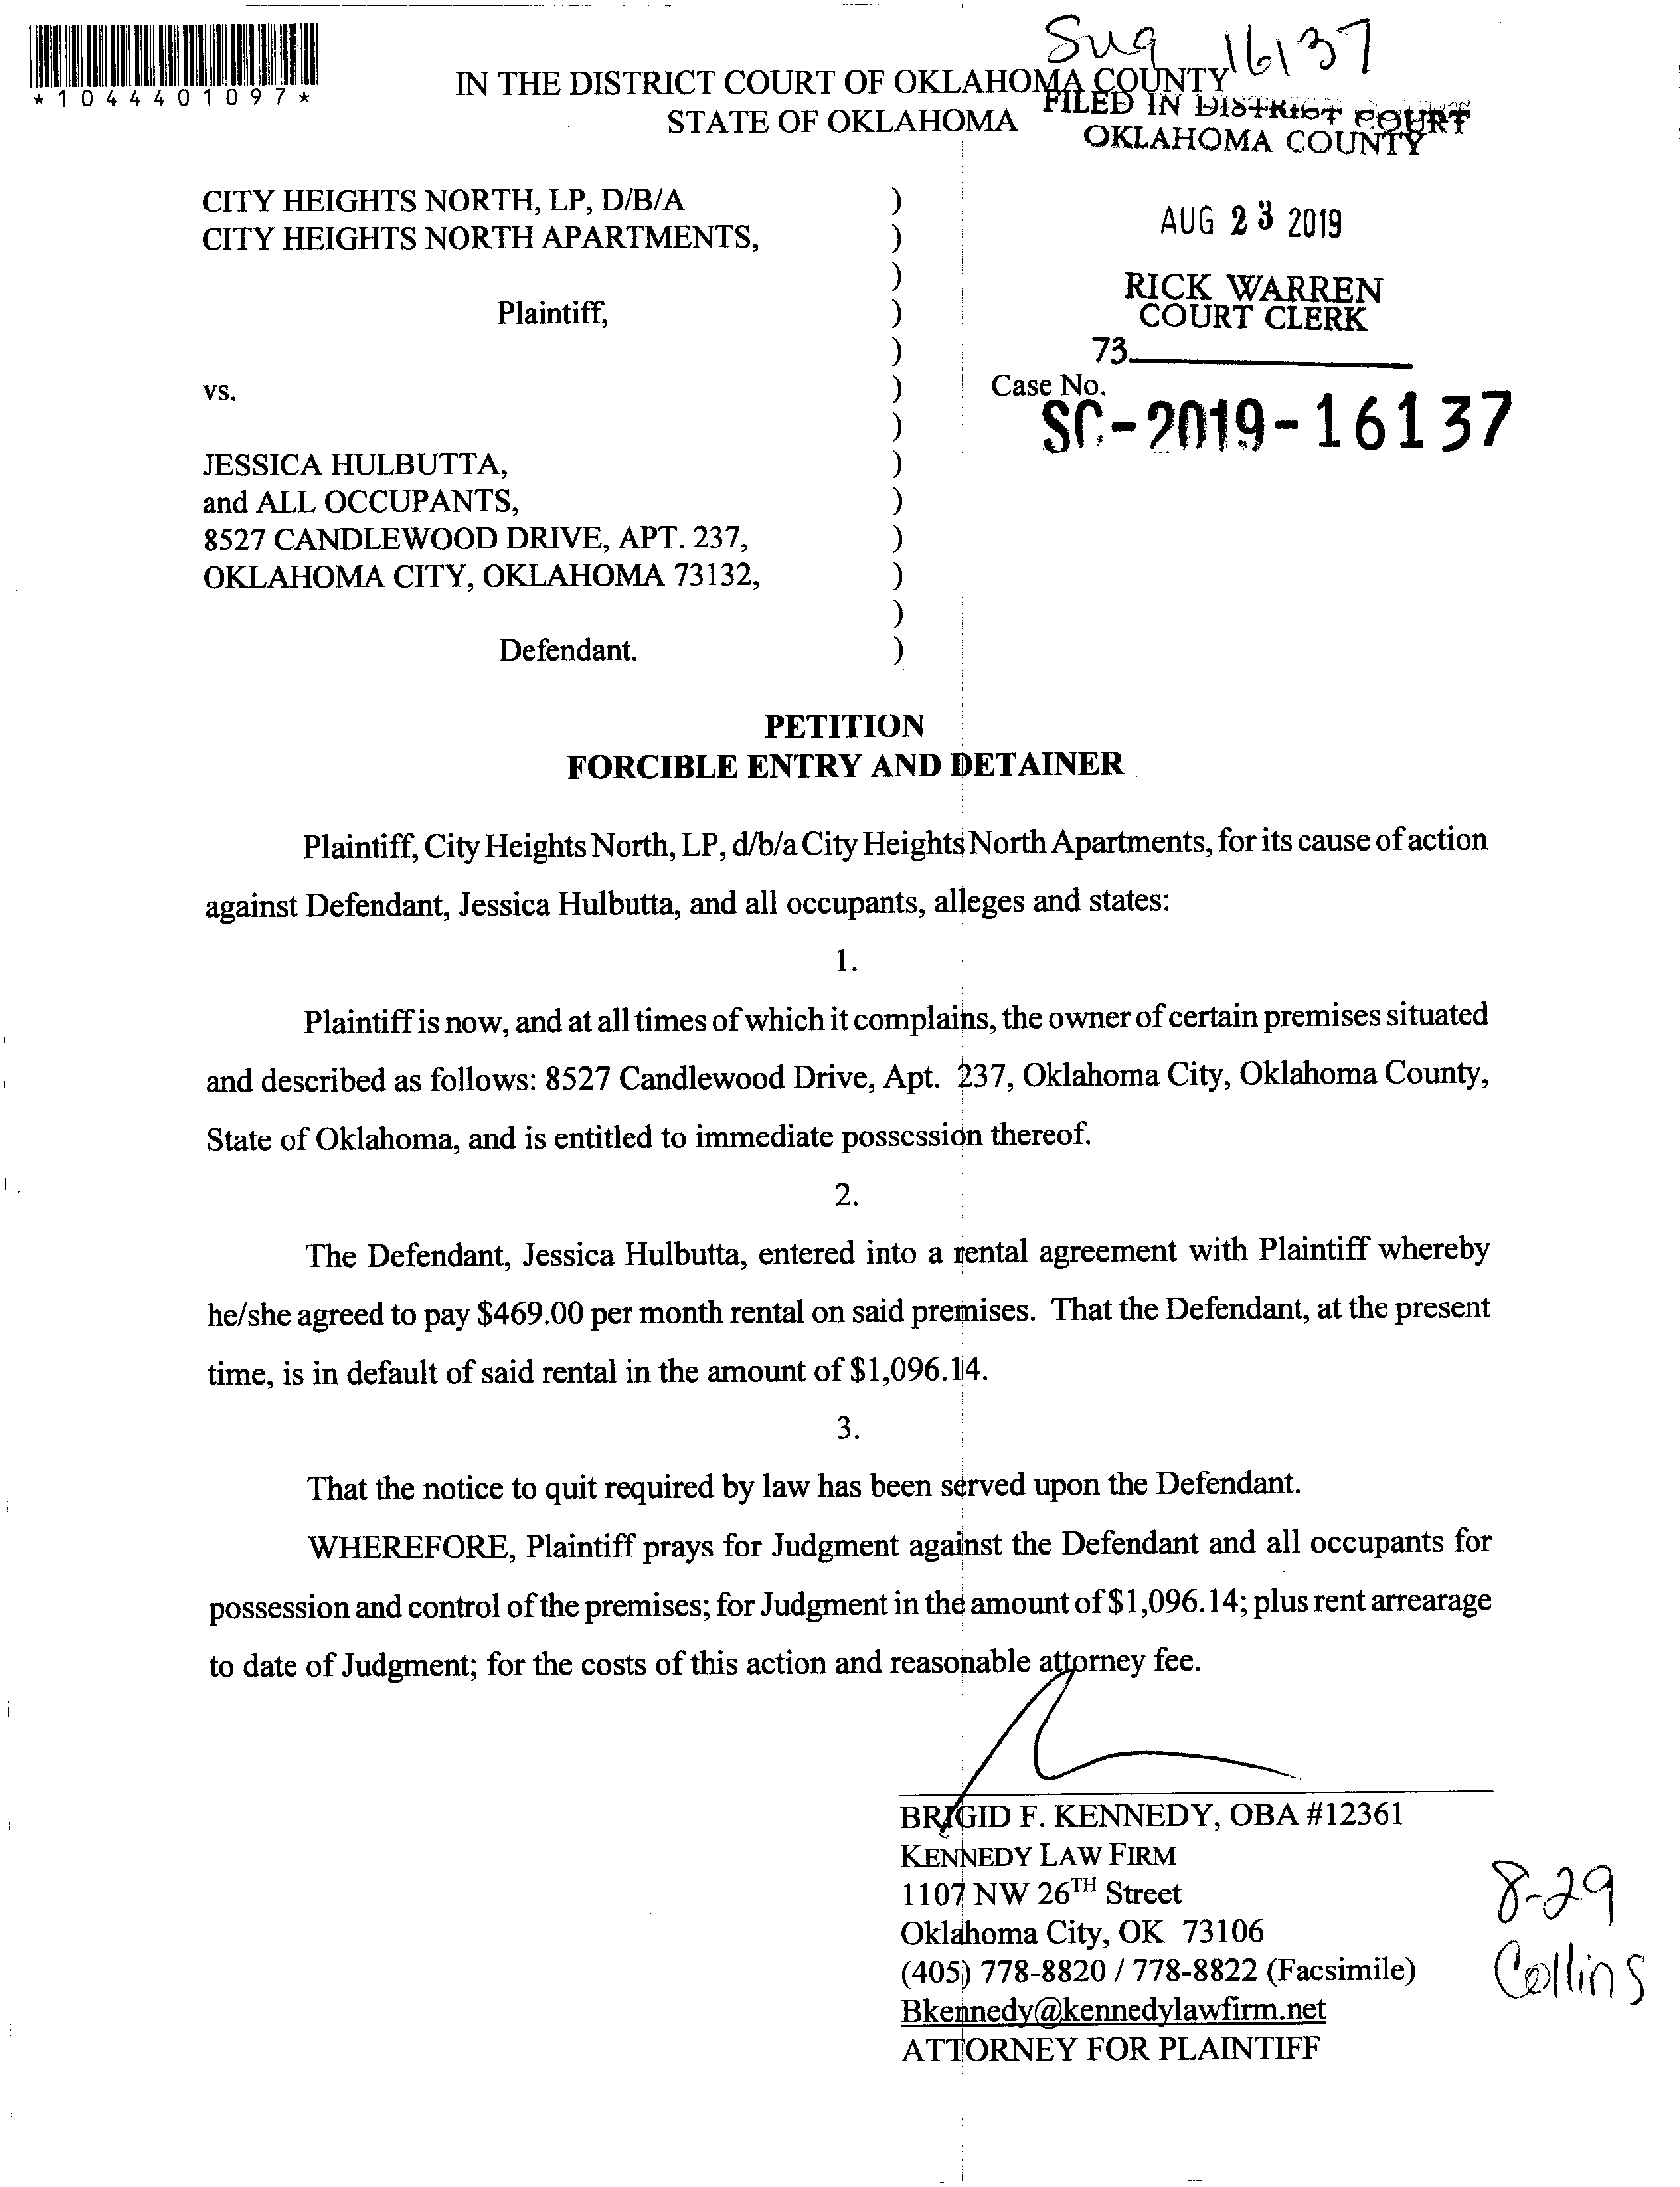 Sug 16137
*1044401097*
IN THE DISTRICT COURT OF OKLAHOMA COUNTY
STATE OF OKLAHOMA
FILED IN DISTRICT COURT
OKLAHOMA COUNTY
CITY HEIGHTS NORTH, LP, D/B/A )
CITY HEIGHTS NORTH APARTMENTS, )
)
Plaintiff, )
)
vs. )
)
JESSICA HULBUTTA, )
and ALL OCCUPANTS, )
8527 CANDLEWOOD DRIVE, APT. 237, )
OKLAHOMA CITY, OKLAHOMA 73132, )
)
Defendant. )
AUG 23 2019
RICK WARREN
COURT CLERK
73
Case No.
SC-2019-16137
PETITION
FORCIBLE ENTRY AND DETAINER
Plaintiff, City Heights North, LP, d/b/a City Heights North Apartments, for its cause of action
against Defendant, Jessica Hulbutta, and all occupants, alleges and states:
1.
Plaintiff is now, and at all times of which it complains, the owner of certain premises situated
and described as follows: 8527 Candlewood Drive, Apt. 237, Oklahoma City, Oklahoma County,
State of Oklahoma, and is entitled to immediate possession thereof.
2.
The Defendant, Jessica Hulbutta, entered into a rental agreement with Plaintiff whereby
he/she agreed to pay $469.00 per month rental on said premises. That the Defendant, at the present
time, is in default of said rental in the amount of $1,096.14.
3.
That the notice to quit required by law has been served upon the Defendant.
WHEREFORE, Plaintiff prays for Judgment against the Defendant and all occupants for
possession and control of the premises; for Judgment in the amount of $1,096.14; plus rent arrearage
to date of Judgment; for the costs of this action and reasonable attorney fee.
BRIGID F. KENNEDY, OBA #12361
KENNEDY LAW FIRM
1107 NW 26TH Street
Oklahoma City, OK 73106
(405) 778-8820 / 778-8822 (Facsimile)
Bkennedy@kennedylawfirm.net
ATTORNEY FOR PLAINTIFF
8-29
Collins